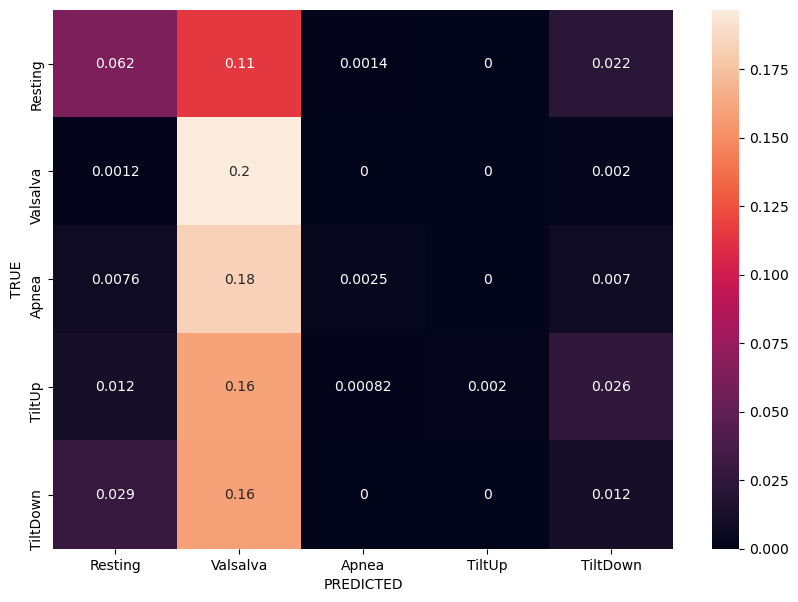 TRUE
Resting 0.062 0.11 0.0014 0 0.022
Valsalva 0.0012 0.2 0 0 0.002
Apnea 0.0076 0.18 0.0025 0 0.007
TiltUp 0.012 0.16 0.00082 0.002 0.026
TiltDown 0.029 0.16 0 0 0.012
Resting Valsalva Apnea TiltUp TiltDown
PREDICTED
0.175
0.150
0.125
0.100
0.075
0.050
0.025
0.000